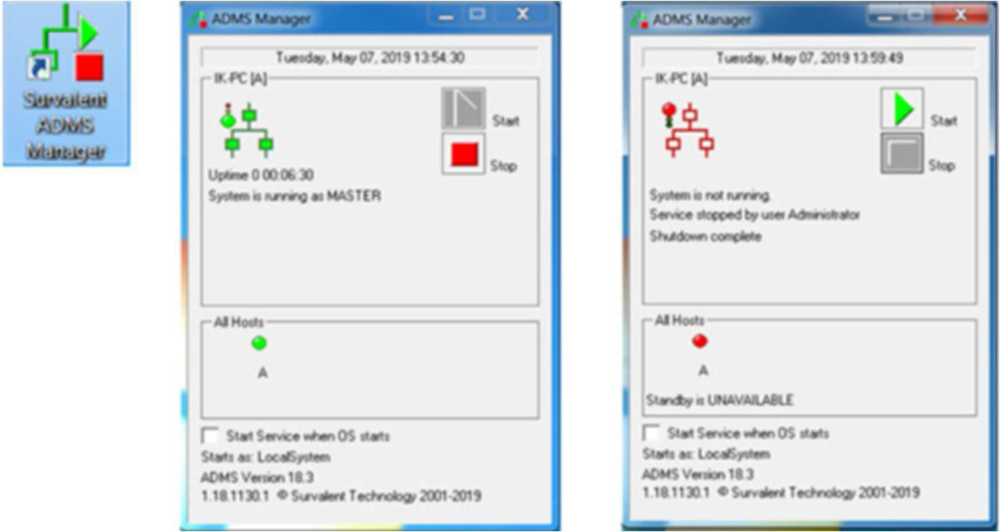 Survalent
ADMS
Manager
ADMS Manager
Tuesday, May 07, 2019 13:54:30
IK-PC [A]
Start
Stop
Uptime 0 00:06:30
System is running as MASTER
All Hosts
A
Start Service when OS starts
Starts as: LocalSystem
ADMS Version 18.3
1.18.1130.1 © Survalent Technology 2001-2019
ADMS Manager
Tuesday, May 07, 2019 13:59:49
IK-PC [A]
Start
Stop
System is not running.
Service stopped by user Administrator
Shutdown complete
All Hosts
A
Standby is UNAVAILABLE
Start Service when OS starts
Starts as: LocalSystem
ADMS Version 18.3
1.18.1130.1 © Survalent Technology 2001-2019